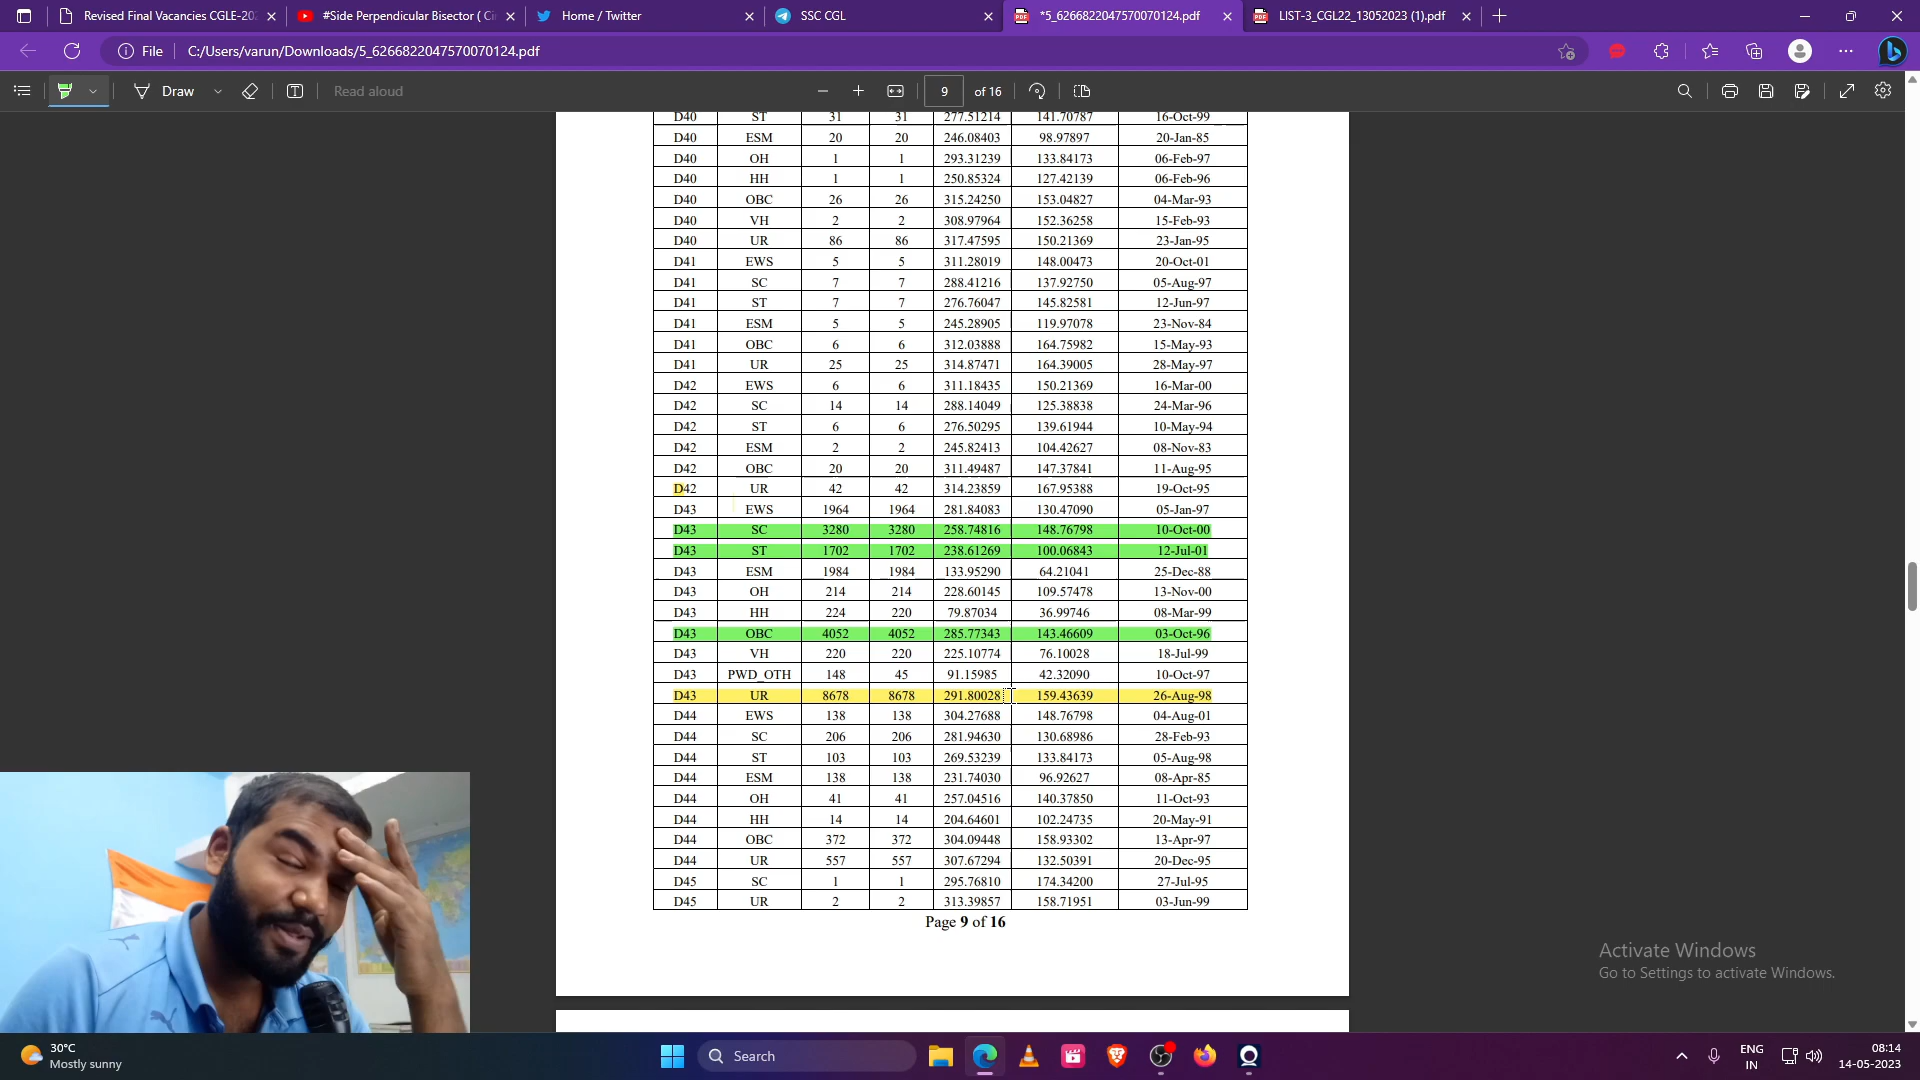 Revised Final Vacancies CGLE-202
#Side Perpendicular Bisector ( Ci
Home / Twitter
SSC CGL
*5_6266822047570070124.pdf
LIST-3_CGL22_13052023 (1).pdf
File C:/Users/varun/Downloads/5_6266822047570070124.pdf
Draw Read aloud 9 of 16
D40 ST 31 31 277.51214 141.70787 16-Oct-99
D40 ESM 20 20 246.08403 98.97897 20-Jan-85
D40 OH 1 1 293.31239 133.84173 06-Feb-97
D40 HH 1 1 250.85324 127.42139 06-Feb-96
D40 OBC 26 26 315.24250 153.04827 04-Mar-93
D40 VH 2 2 308.97964 152.36258 15-Feb-93
D40 UR 86 86 317.47595 150.21369 23-Jan-95
D41 EWS 5 5 311.28019 148.00473 20-Oct-01
D41 SC 7 7 288.41216 137.92750 05-Aug-97
D41 ST 7 7 276.76047 145.82581 12-Jun-97
D41 ESM 5 5 245.28905 119.97078 23-Nov-84
D41 OBC 6 6 312.03888 164.75982 15-May-93
D41 UR 25 25 314.87471 164.39005 28-May-97
D42 EWS 6 6 311.18435 150.21369 16-Mar-00
D42 SC 14 14 288.14049 125.38838 24-Mar-96
D42 ST 6 6 276.50295 139.61944 10-May-94
D42 ESM 2 2 245.82413 104.42627 08-Nov-83
D42 OBC 20 20 311.49487 147.37841 11-Aug-95
D42 UR 42 42 314.23859 167.95388 19-Oct-95
D43 EWS 1964 1964 281.84083 130.47090 05-Jan-97
D43 SC 3280 3280 258.74816 148.76798 10-Oct-00
D43 ST 1702 1702 238.61269 100.06843 12-Jul-01
D43 ESM 1984 1984 133.95290 64.21041 25-Dec-88
D43 OH 214 214 228.60145 109.57478 13-Nov-00
D43 HH 224 220 79.87034 36.99746 08-Mar-99
D43 OBC 4052 4052 285.77343 143.46609 03-Oct-96
D43 VH 220 220 225.10774 76.10028 18-Jul-99
D43 PWD_OTH 148 45 91.15985 42.32090 10-Oct-97
D43 UR 8678 8678 291.80028 159.43639 26-Aug-98
D44 EWS 138 138 304.27688 148.76798 04-Aug-01
D44 SC 206 206 281.94630 130.68986 28-Feb-93
D44 ST 103 103 269.53239 133.84173 05-Aug-98
D44 ESM 138 138 231.74030 96.92627 08-Apr-85
D44 OH 41 41 257.04516 140.37850 11-Oct-93
D44 HH 14 14 204.64601 102.24735 20-May-91
D44 OBC 372 372 304.09448 158.93302 13-Apr-97
D44 UR 557 557 307.67294 132.50391 20-Dec-95
D45 SC 1 1 295.76810 174.34200 27-Jul-95
D45 UR 2 2 313.39857 158.71951 03-Jun-99
Page 9 of 16
Activate Windows
Go to Settings to activate Windows.
30°C
Mostly sunny
Search
ENG
IN
08:14
14-05-2023